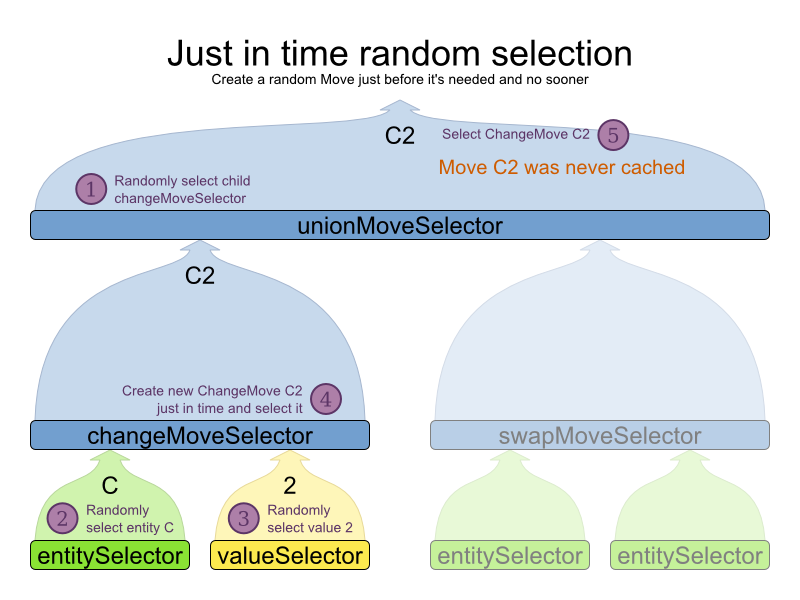 Just in time random selection
Create a random Move just before it's needed and no sooner
C2
Select ChangeMove C2
5
Move C2 was never cached
1
Randomly select child
changeMoveSelector
unionMoveSelector
C2
Create new ChangeMove C2
just in time and select it
4
changeMoveSelector
swapMoveSelector
C
2
2
Randomly
select entity C
3
Randomly
select value 2
entitySelector
valueSelector
entitySelector
entitySelector